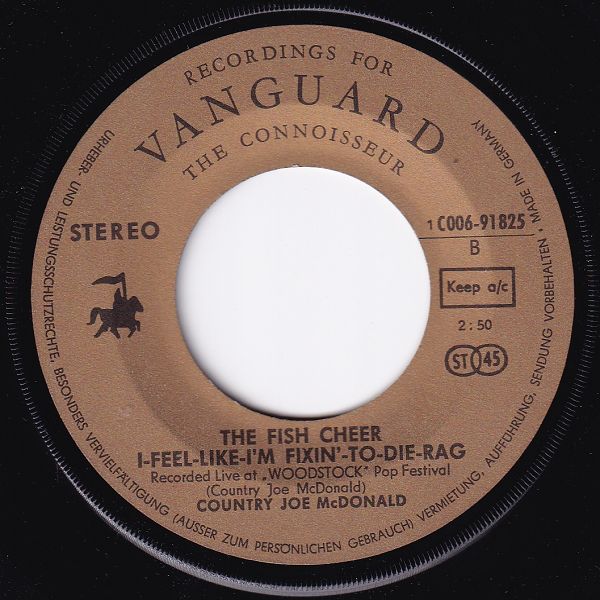 RECORDINGS FOR
VANGUARD
THE CONNOISSEUR
STEREO
1 C006-91825
B
Keep a/c
2:50
ST 45
THE FISH CHEER
I-FEEL-LIKE-I'M FIXIN'-TO-DIE-RAG
Recorded Live at „WOODSTOCK" Pop Festival
(Country Joe McDonald)
COUNTRY JOE McDONALD
URHEBER- UND LEISTUNGSSCHUTZRECHTE, BESONDERS VERVIELFÄLTIGUNG (AUSSER ZUM PERSÖNLICHEN GEBRAUCH) VERMIETUNG, AUFFÜHRUNG, SENDUNG VORBEHALTEN • MADE IN GERMANY